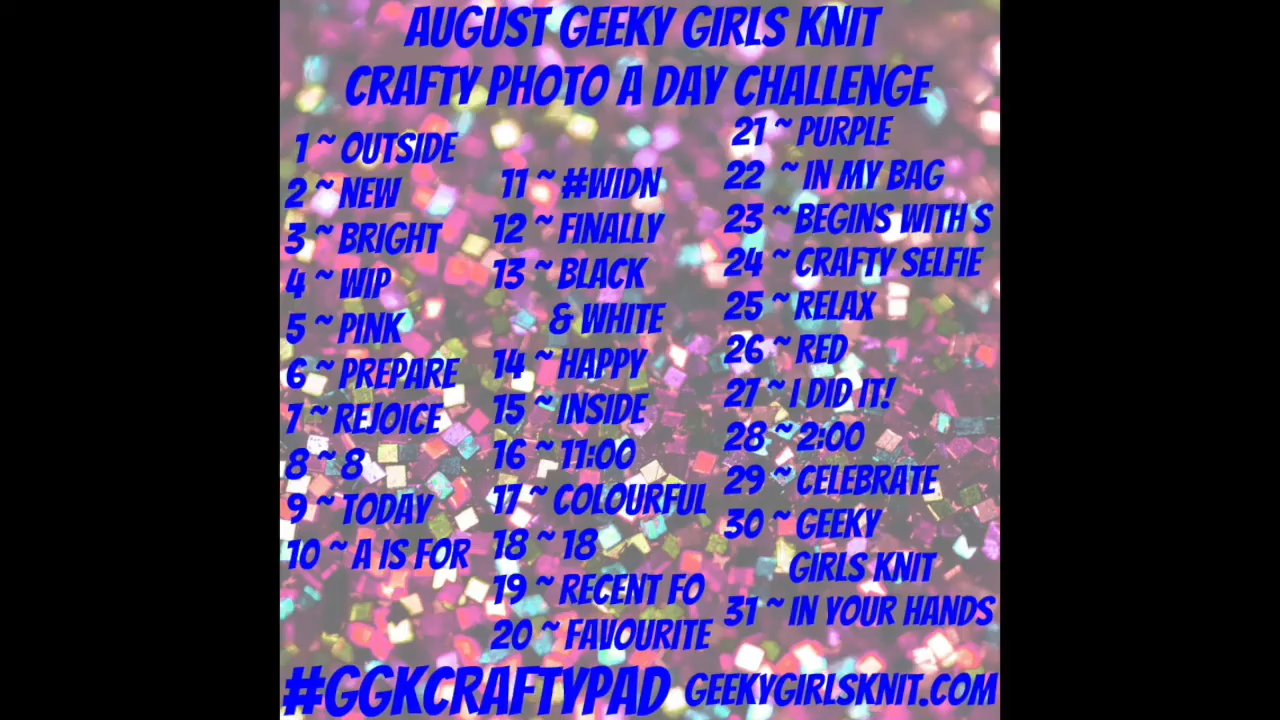 AUGUST GEEKY GIRLS KNIT
CRAFTY PHOTO A DAY CHALLENGE
1 ~ OUTSIDE
2 ~ NEW
3 ~ BRIGHT
4 ~ WIP
5 ~ PINK
6 ~ PREPARE
7 ~ REJOICE
8 ~ 8
9 ~ TODAY
10 ~ A IS FOR
11 ~ #WIDN
12 ~ FINALLY
13 ~ BLACK
& WHITE
14 ~ HAPPY
15 ~ INSIDE
16 ~ 11:00
17 ~ COLOURFUL
18 ~ 18
19 ~ RECENT FO
20 ~ FAVOURITE
21 ~ PURPLE
22 ~ IN MY BAG
23 ~ BEGINS WITH S
24 ~ CRAFTY SELFIE
25 ~ RELAX
26 ~ RED
27 ~ I DID IT!
28 ~ 2:00
29 ~ CELEBRATE
30 ~ GEEKY
GIRLS KNIT
31 ~ IN YOUR HANDS
#GGKCRAFTYPAD
GEEKYGIRLSKNIT.COM